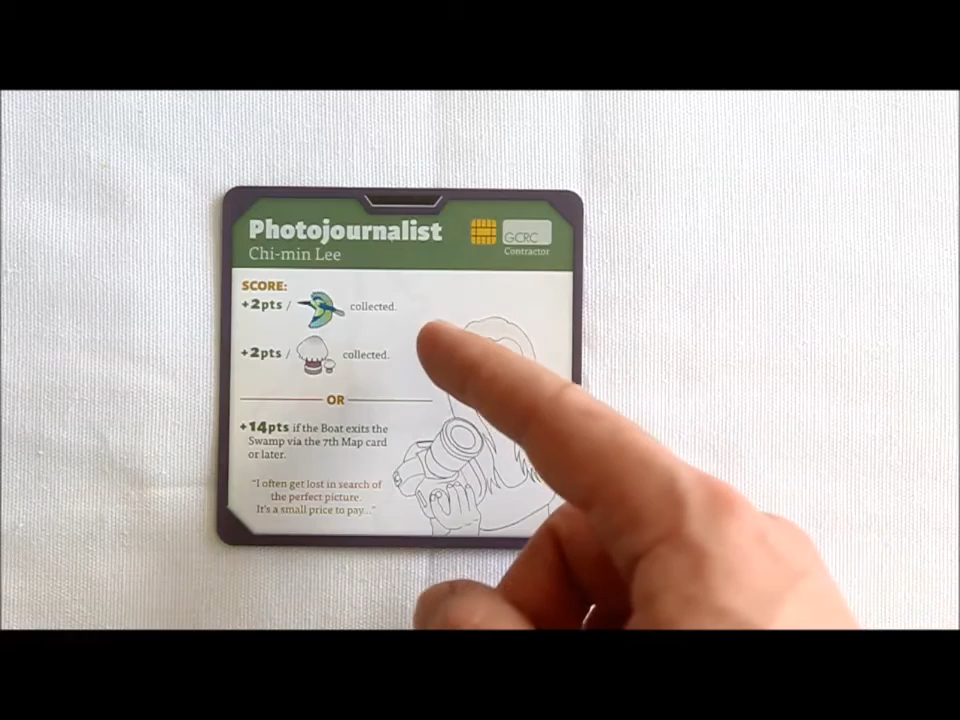 Photojournalist
Chi-min Lee
GCRC
Contractor
SCORE:
+2pts / collected.
+2pts / collected.
OR
+14pts if the Boat exits the
Swamp via the 7th Map card
or later.
"I often get lost in search of
the perfect picture.
It's a small price to pay..."